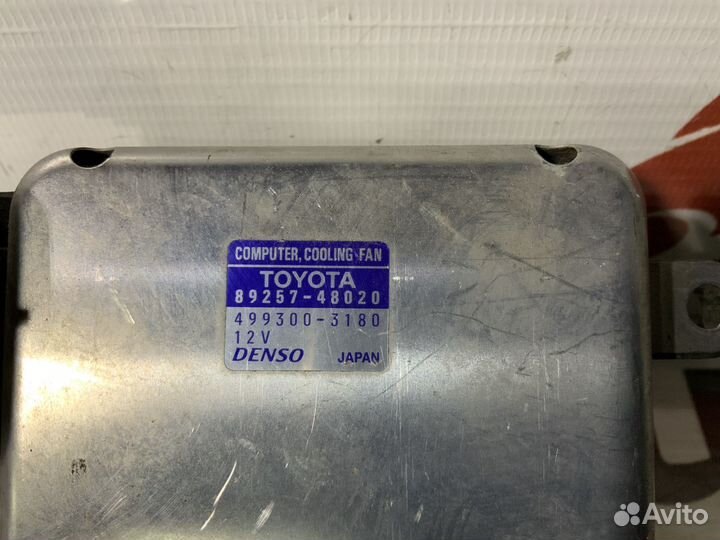 COMPUTER, COOLING FAN
TOYOTA
89257-48020
499300-3180
12V
DENSO JAPAN
Avito